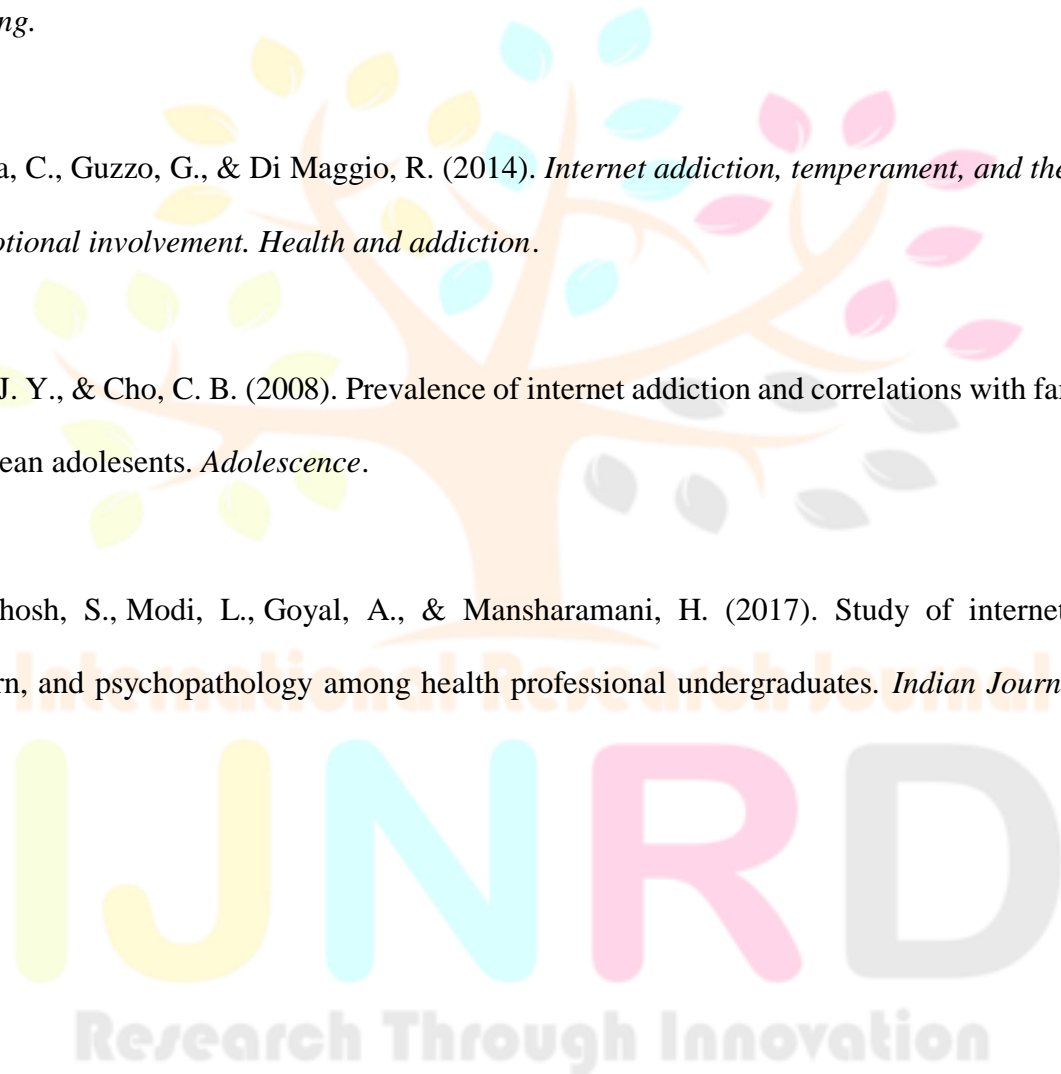 ng.
a, C., Guzzo, G., & Di Maggio, R. (2014). Internet addiction, temperament, and the
otional involvement. Health and addiction.
J. Y., & Cho, C. B. (2008). Prevalence of internet addiction and correlations with fa
ean adolesents. Adolescence.
hosh, S., Modi, L., Goyal, A., & Mansharamani, H. (2017). Study of internet
rn, and psychopathology among health professional undergraduates. Indian Journ
International Research Journal
IJNRD
Research Through Innovation